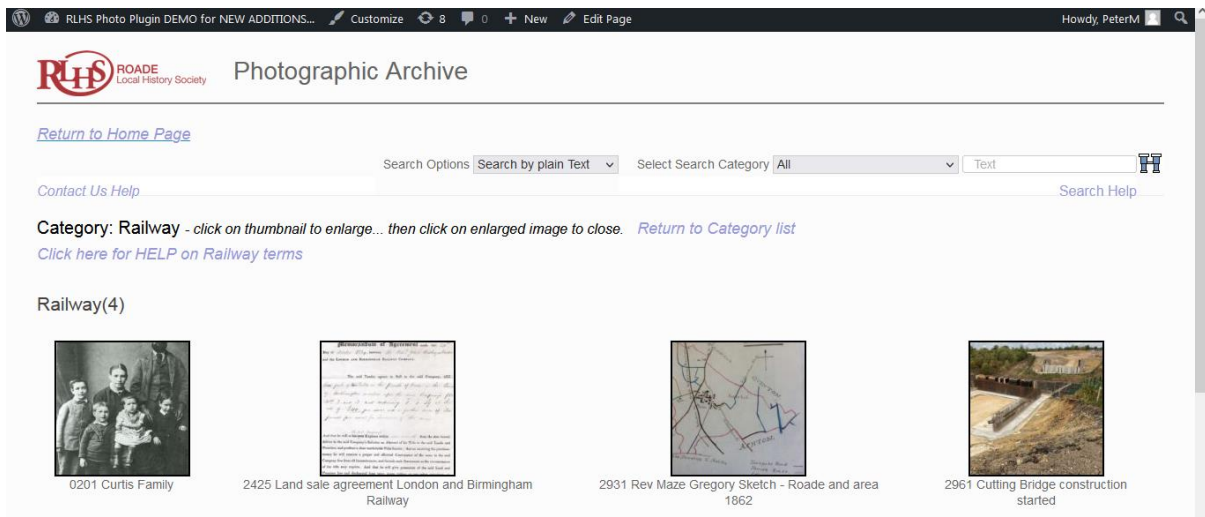 RLHS Photo Plugin DEMO for NEW ADDITIONS... Customize 8 0 + New Edit Page Howdy, PeterM
RLHS ROADE
Local History Society
Photographic Archive
Return to Home Page
Search Options Search by plain Text Select Search Category All Text
Contact Us Help Search Help
Category: Railway - click on thumbnail to enlarge... then click on enlarged image to close. Return to Category list
Click here for HELP on Railway terms
Railway(4)
Memorandum of Agreement
0201 Curtis Family
2425 Land sale agreement London and Birmingham
Railway
2931 Rev Maze Gregory Sketch - Roade and area
1862
2961 Cutting Bridge construction
started